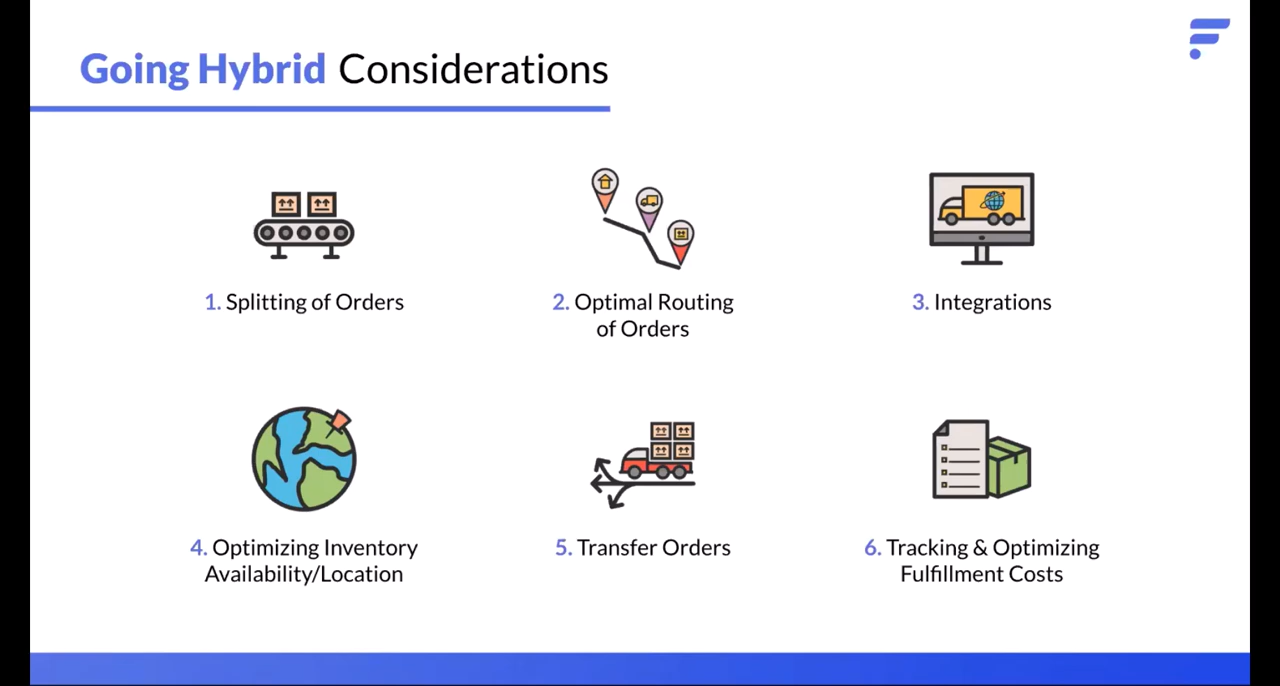 Going Hybrid Considerations
1. Splitting of Orders
2. Optimal Routing
of Orders
3. Integrations
4. Optimizing Inventory
Availability/Location
5. Transfer Orders
6. Tracking & Optimizing
Fulfillment Costs